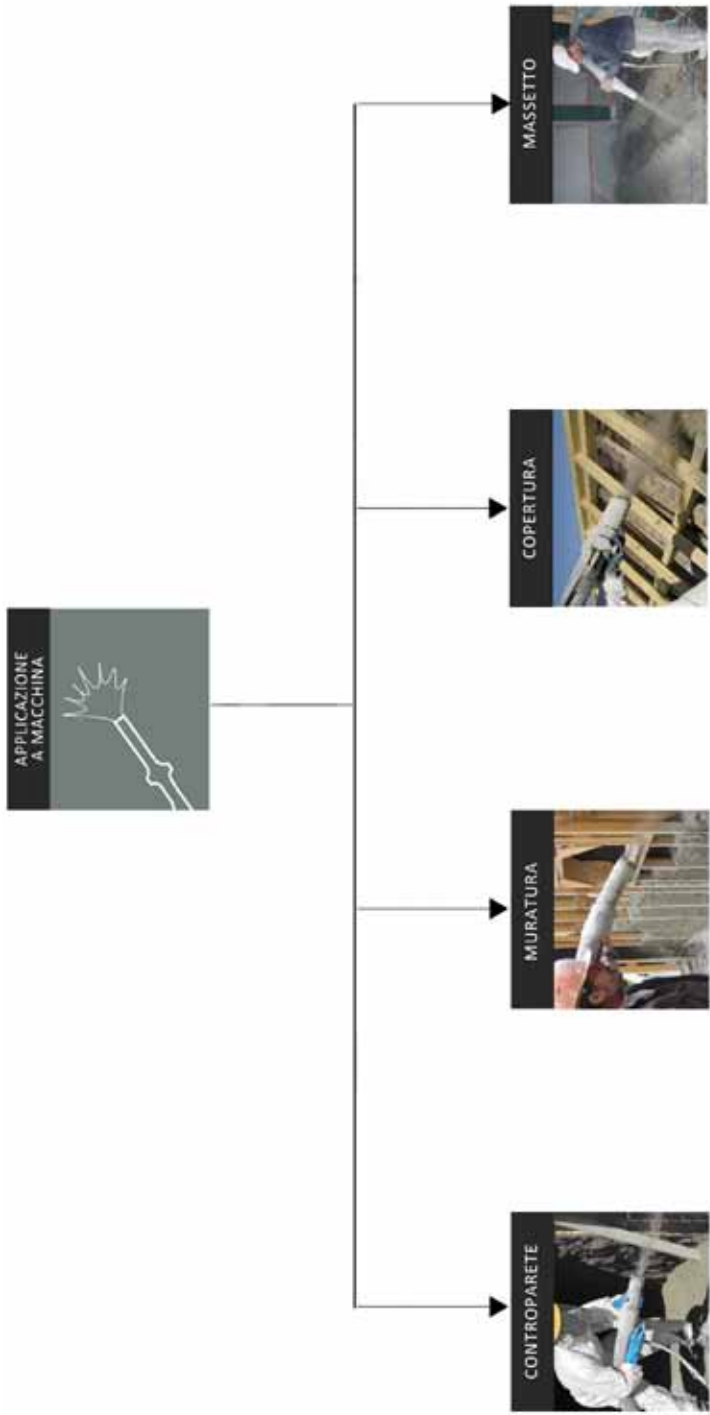 APPLICAZIONE
A MACCHINA
CONTROPARETE
MURATURA
COPERTURA
MASSETTO